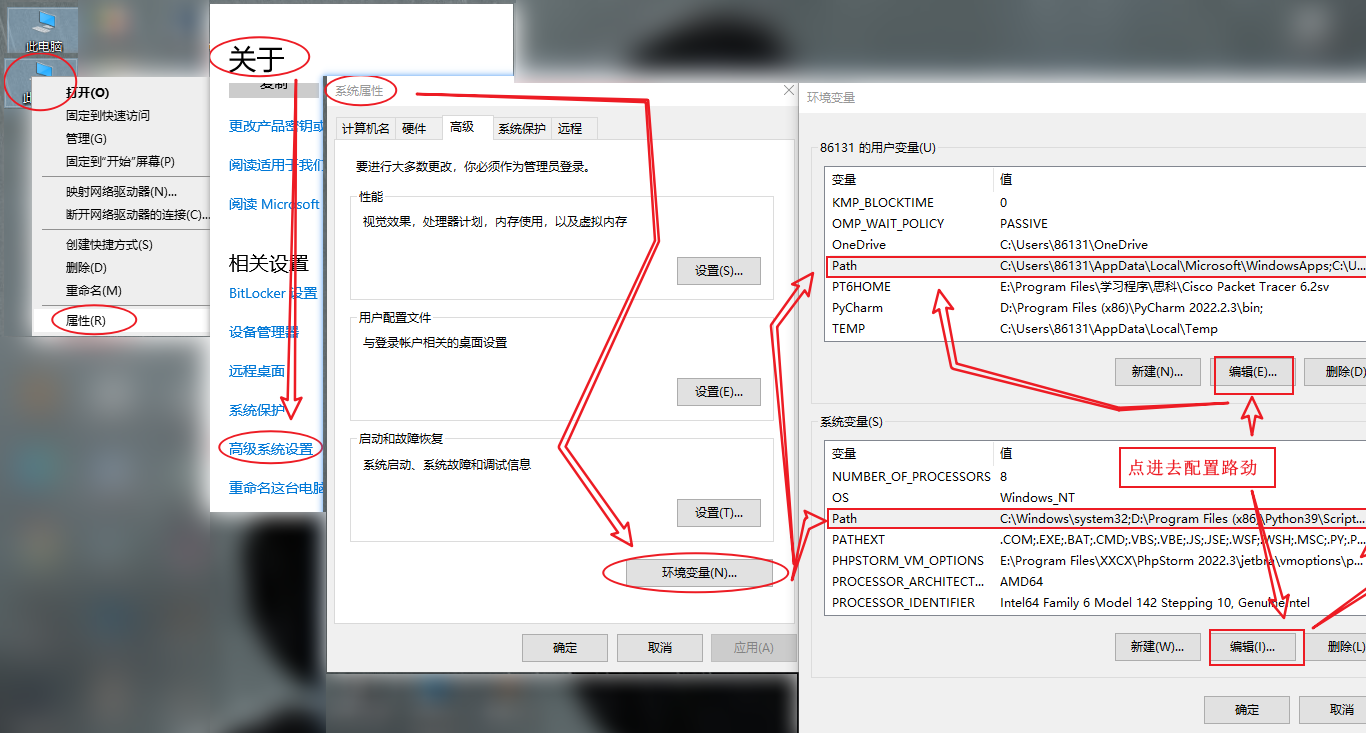 此电脑
打开(O)
固定到快速访问
管理(G)
固定到"开始"屏幕(P)
映射网络驱动器(N)...
断开网络驱动器的连接(C)...
创建快捷方式(S)
删除(D)
重命名(M)
属性(R)
关于
复制
更改产品密钥或
阅读适用于我们
阅读 Microsoft
相关设置
BitLocker 设置
设备管理器
远程桌面
系统保护
高级系统设置
重命名这台电脑
系统属性
计算机名 硬件 高级 系统保护 远程
要进行大多数更改，你必须作为管理员登录。
性能
视觉效果，处理器计划，内存使用，以及虚拟内存
设置(S)...
用户配置文件
与登录帐户相关的桌面设置
设置(E)...
启动和故障恢复
系统启动、系统故障和调试信息
设置(T)...
环境变量(N)...
确定 取消 应用(A)
环境变量
86131 的用户变量(U)
变量 值
KMP_BLOCKTIME 0
OMP_WAIT_POLICY PASSIVE
OneDrive C:\Users\86131\OneDrive
Path C:\Users\86131\AppData\Local\Microsoft\WindowsApps;C:\U...
PT6HOME E:\Program Files\学习程序\思科\Cisco Packet Tracer 6.2sv
PyCharm D:\Program Files (x86)\PyCharm 2022.2.3\bin;
TEMP C:\Users\86131\AppData\Local\Temp
新建(N)... 编辑(E)... 删除(D)
系统变量(S)
变量 值
NUMBER_OF_PROCESSORS 8
OS Windows_NT
Path C:\Windows\system32;D:\Program Files (x86)\Python39\Script...
PATHEXT .COM;.EXE;.BAT;.CMD;.VBS;.VBE;.JS;.JSE;.WSF;.WSH;.MSC;.PY;.P...
PHPSTORM_VM_OPTIONS E:\Program Files\XXCX\PhpStorm 2022.3\jetbra\vmoptions\p...
PROCESSOR_ARCHITECT... AMD64
PROCESSOR_IDENTIFIER Intel64 Family 6 Model 142 Stepping 10, GenuineIntel
点进去配置路劲
新建(W)... 编辑(I)... 删除(L)
确定 取消